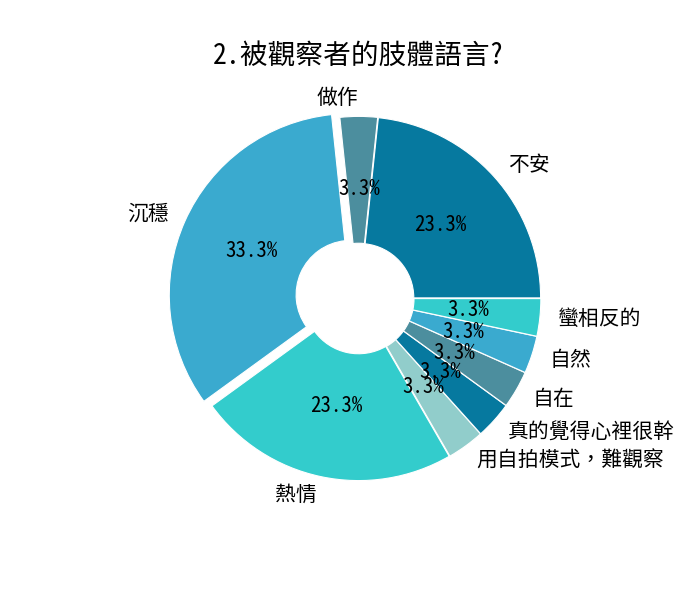 2.被觀察者的肢體語言?
做作
不安
3.3%
沉穩
23.3%
33.3%
3.3%
蠻相反的
3.3%
3.3%
自然
3.3%
3.3%
自在
23.3%
真的覺得心裡很幹
用自拍模式，難觀察
熱情